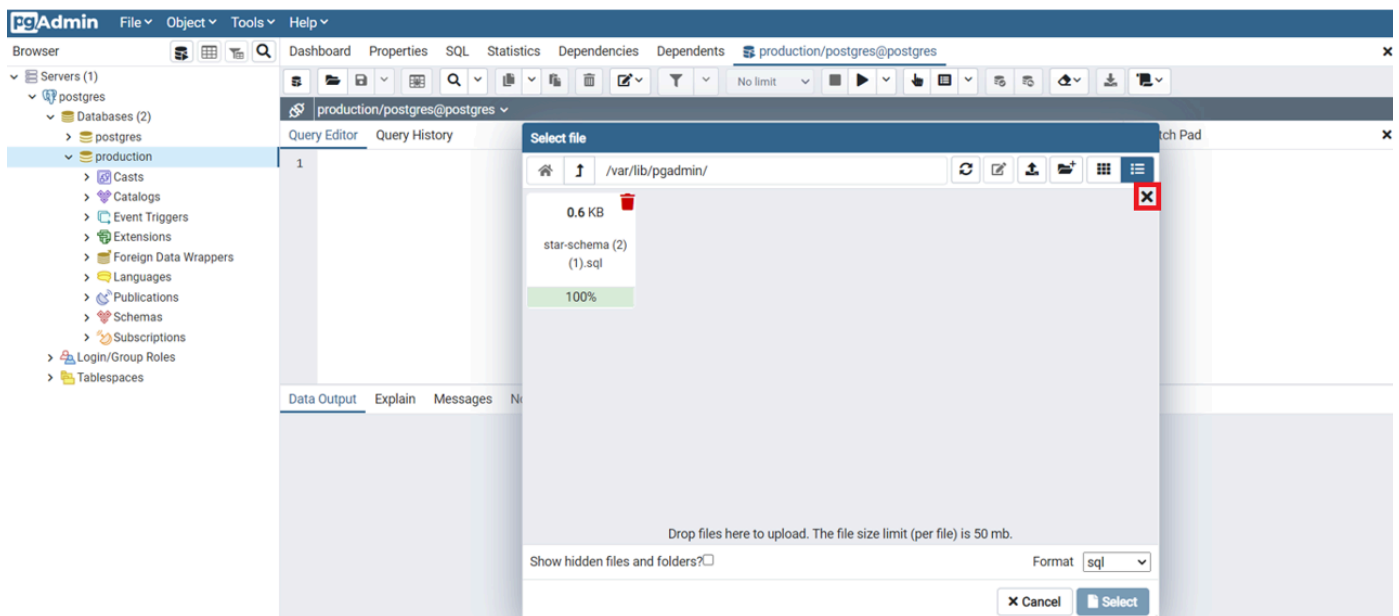 pgAdmin File Object Tools Help
Browser Dashboard Properties SQL Statistics Dependencies Dependents production/postgres@postgres
Servers (1)
postgres
Databases (2)
postgres
production
Casts
Catalogs
Event Triggers
Extensions
Foreign Data Wrappers
Languages
Publications
Schemas
Subscriptions
Login/Group Roles
Tablespaces
No limit
production/postgres@postgres
Query Editor Query History
tch Pad
1
Data Output Explain Messages
Select file
/var/lib/pgadmin/
0.6 KB
star-schema (2)
(1).sql
100%
Drop files here to upload. The file size limit (per file) is 50 mb.
Show hidden files and folders? Format sql
Cancel Select